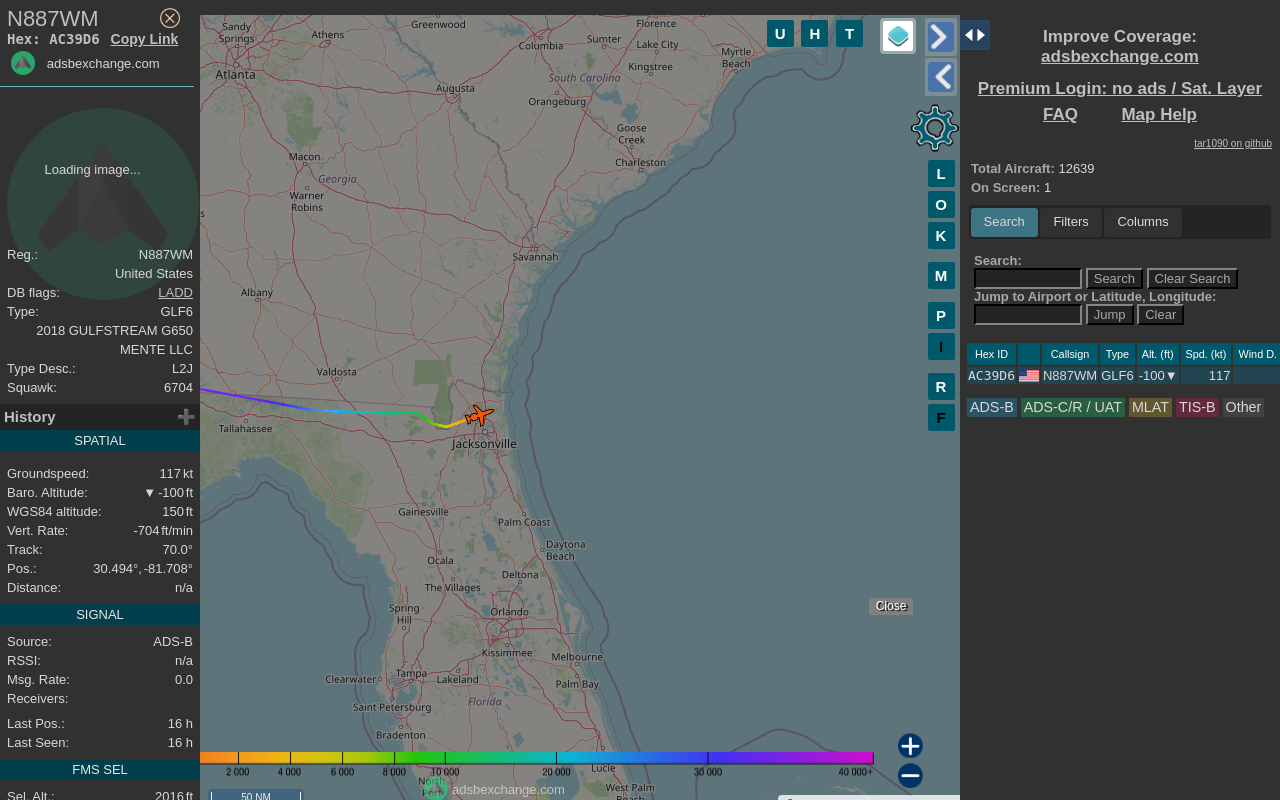 N887WM
Hex: AC39D6 Copy Link
adsbexchange.com
Loading image...
Reg.: N887WM
United States
DB flags: LADD
Type: GLF6
2018 GULFSTREAM G650
MENTE LLC
Type Desc.: L2J
Squawk: 6704
History
SPATIAL
Groundspeed: 117 kt
Baro. Altitude: ▼ -100 ft
WGS84 altitude: 150 ft
Vert. Rate: -704 ft/min
Track: 70.0°
Pos.: 30.494°, -81.708°
Distance: n/a
SIGNAL
Source: ADS-B
RSSI: n/a
Msg. Rate: 0.0
Receivers:
Last Pos.: 16 h
Last Seen: 16 h
FMS SEL
Sel. Alt.: 2016 ft
Sandy
Springs
Athens
Greenwood
Florence
Columbia
Sumter
Lake City
Myrtle
Beach
Atlanta
Kingstree
South Carolina
Augusta
Orangeburg
Goose
Creek
Macon
Charleston
Georgia
Warner
Robins
s
Savannah
Albany
Valdosta
Tallahassee
Jacksonville
Gainesville
Palm Coast
Daytona
Beach
Ocala
Deltona
The Villages
Spring
Hill
Orlando
Kissimmee
Melbourne
Tampa
Clearwater
Lakeland
Palm Bay
Saint Petersburg
Florida
Bradenton
Lucie
North
Port
West Palm
Beach
2 000 4 000 6 000 8 000 10 000 20 000 30 000 40 000+
adsbexchange.com
50 NM
U H T
L
O
K
M
P
I
R
F
Close
Improve Coverage:
adsbexchange.com
Premium Login: no ads / Sat. Layer
FAQ Map Help
tar1090 on github
Total Aircraft: 12639
On Screen: 1
Search Filters Columns
Search:
Search Clear Search
Jump to Airport or Latitude, Longitude:
Jump Clear
Hex ID Callsign Type Alt. (ft) Spd. (kt) Wind D.
AC39D6 N887WM GLF6 -100▼ 117
ADS-B ADS-C/R / UAT MLAT TIS-B Other